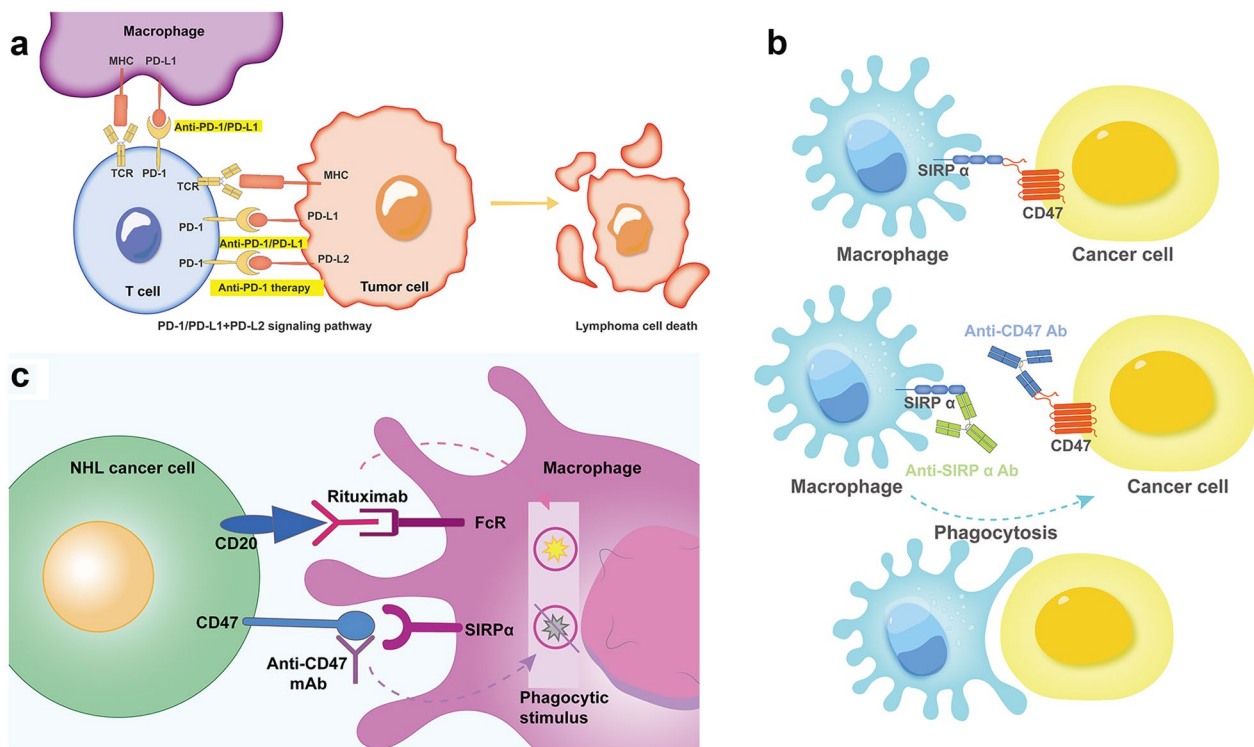 a
Macrophage
MHC PD-L1
Anti-PD-1/PD-L1
TCR PD-1
TCR
MHC
PD-1
PD-L1
Anti-PD-1/PD-L1
PD-1
PD-L2
T cell
Anti-PD-1 therapy
Tumor cell
PD-1/PD-L1+PD-L2 signaling pathway
Lymphoma cell death
b
SIRP α
CD47
Macrophage
Cancer cell
Anti-CD47 Ab
SIRP α
CD47
Anti-SIRP α Ab
Macrophage
Cancer cell
Phagocytosis
c
NHL cancer cell
Macrophage
Rituximab
FcR
CD20
CD47
SIRPα
Anti-CD47
mAb
Phagocytic
stimulus